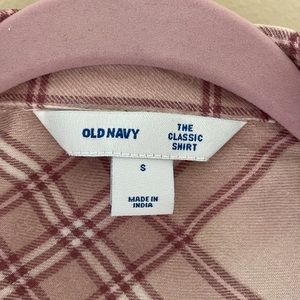 OLD NAVY
THE
CLASSIC
SHIRT
S
MADE IN
INDIA